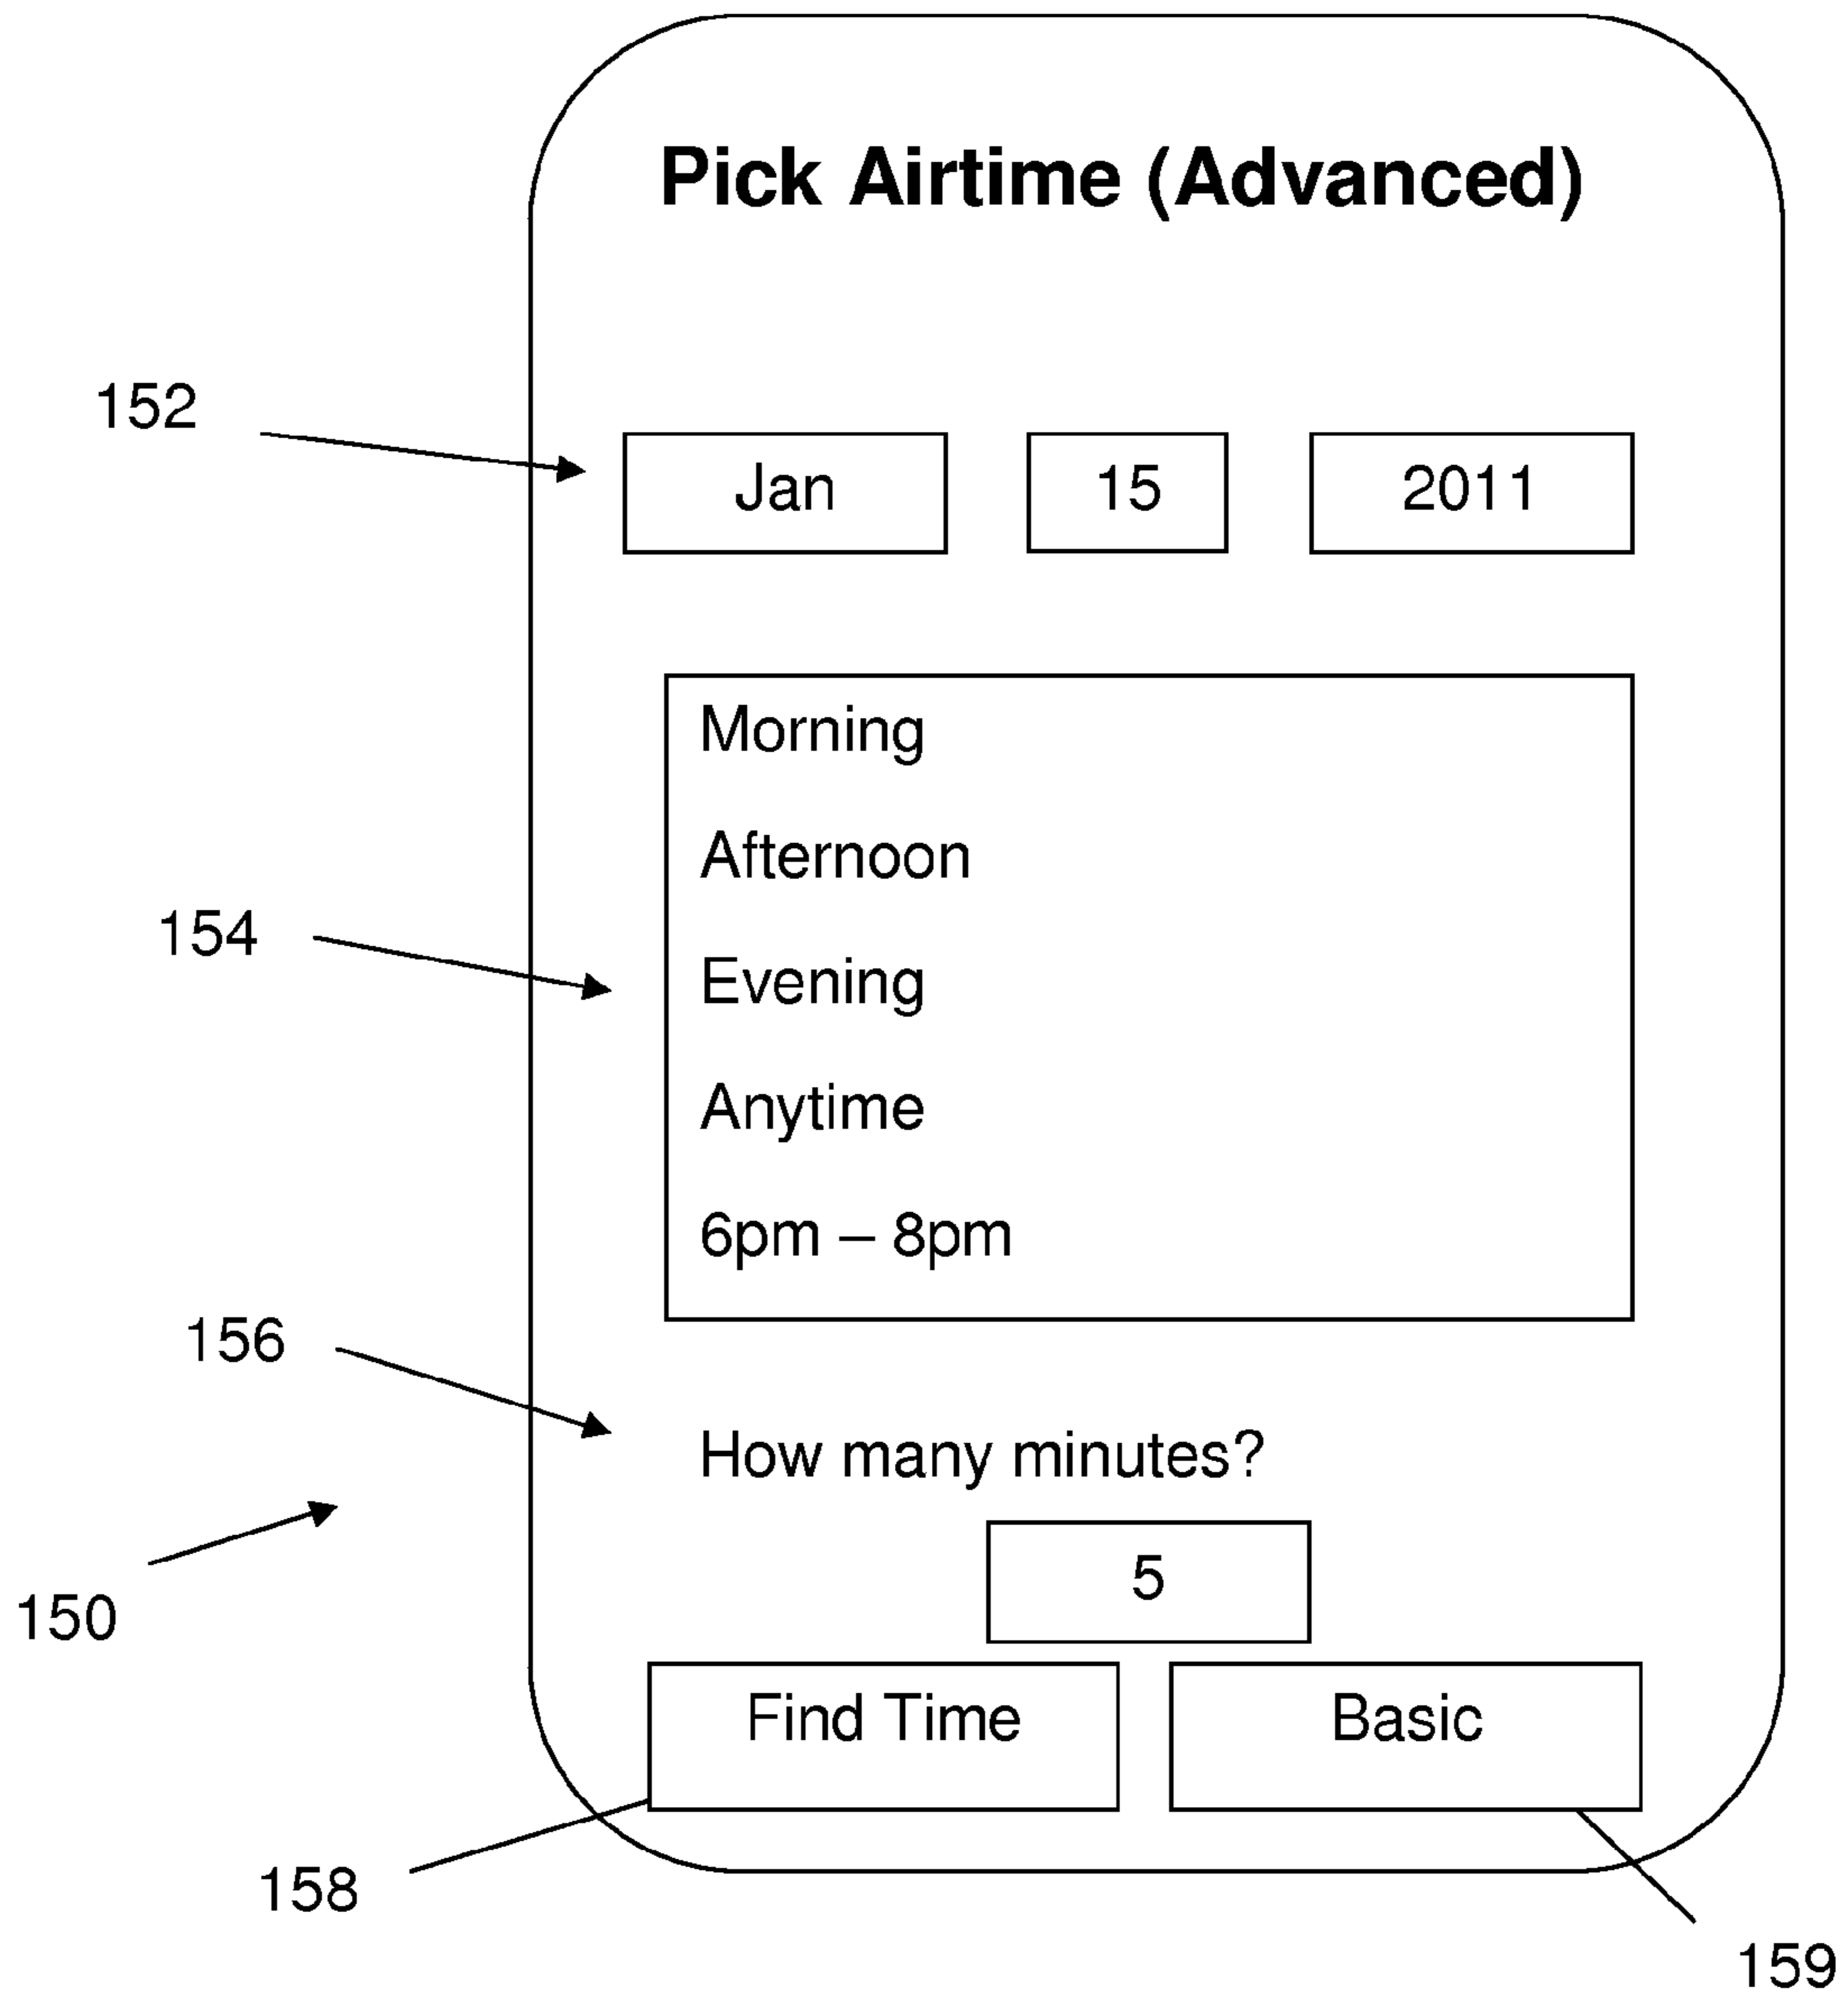 Pick Airtime (Advanced)
152
Jan 15 2011
Morning
Afternoon
154
Evening
Anytime
6pm – 8pm
156
How many minutes?
150
5
Find Time Basic
158
159